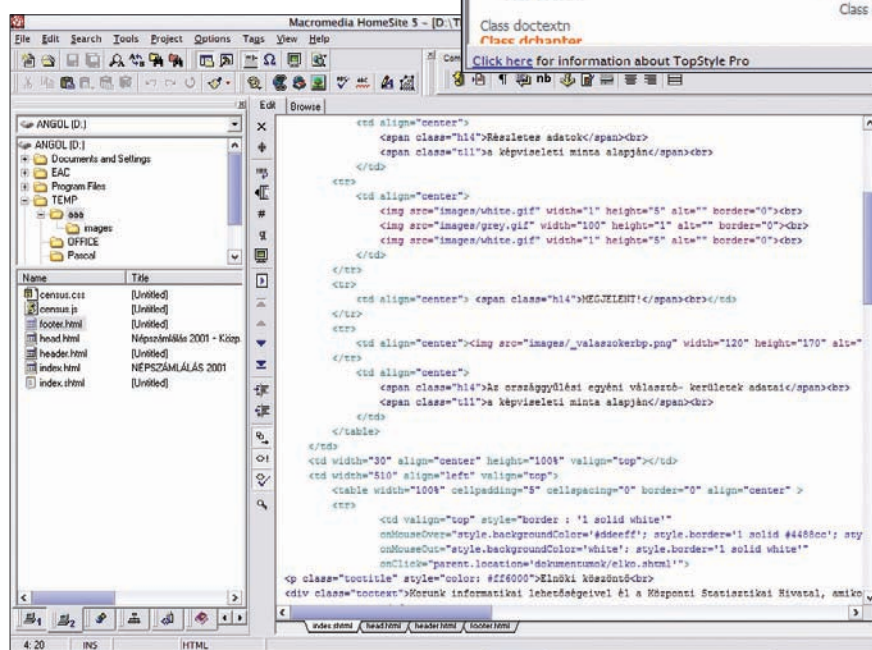 Class
Class doctextn
Class dchapter
Click here for information about TopStyle Pro
Macromedia HomeSite 5 - [D:\T
File Edit Search Tools Project Options Tags View Help
Com
nb
Edit Browse
ANGOL (D:)
ANGOL (D:)
Documents and Settings
EAC
Program Files
TEMP
aaa
images
OFFICE
Pascal
Name Title
census.css [Untitled]
census.js [Untitled]
footer.html [Untitled]
head.html Népszámlálás 2001 - Közp.
header.html [Untitled]
index.html NÉPSZÁMLÁLÁS 2001
index.shtml [Untitled]
<td align="center">
<span class="h14">Részletes adatok</span><br>
<span class="t11">a képviseleti minta alapján</span><br>
</td>
<tr>
<td align="center">
<img src="images/white.gif" width="1" height="5" alt="" border="0"><br>
<img src="images/grey.gif" width="100" height="1" alt="" border="0"><br>
<img src="images/white.gif" width="1" height="5" alt="" border="0"><br>
</td>
</tr>
<tr>
<td align="center"> <span class="h14">MEGJELENT!</span><br></td>
</tr>
<tr>
<td align="center"><img src="images/_valaszokerbp.png" width="120" height="170" alt="
</tr>
<td align="center">
<span class="h14">Az országgyűlési egyéni választó- kerületek adatai</span><br>
<span class="t11">a képviseleti minta alapján</span><br>
</td>
</table>
</td>
<td width="30" align="center" height="100%" valign="top"></td>
<td width="510" align="left" valign="top">
<table width="100%" cellpadding="5" cellspacing="0" border="0" align="center" >
<tr>
<td valign="top" style="border : '1 solid white'"
onMouseOver="style.backgroundColor='#ddeeff'; style.border='1 solid #4488cc'; sty
onMouseOut="style.backgroundColor='white'; style.border='1 solid white'"
onClick="parent.location='dokumentumok/elko.shtml'">
<p class="toctitle" style="color: #ff6000">Elnöki köszöntő<br>
<div class="toctext">Korunk informatikai lehetőségeivel él a Központi Statisztikai Hivatal, amiko
index.shtml head.html header.html footer.html
4: 20 INS HTML